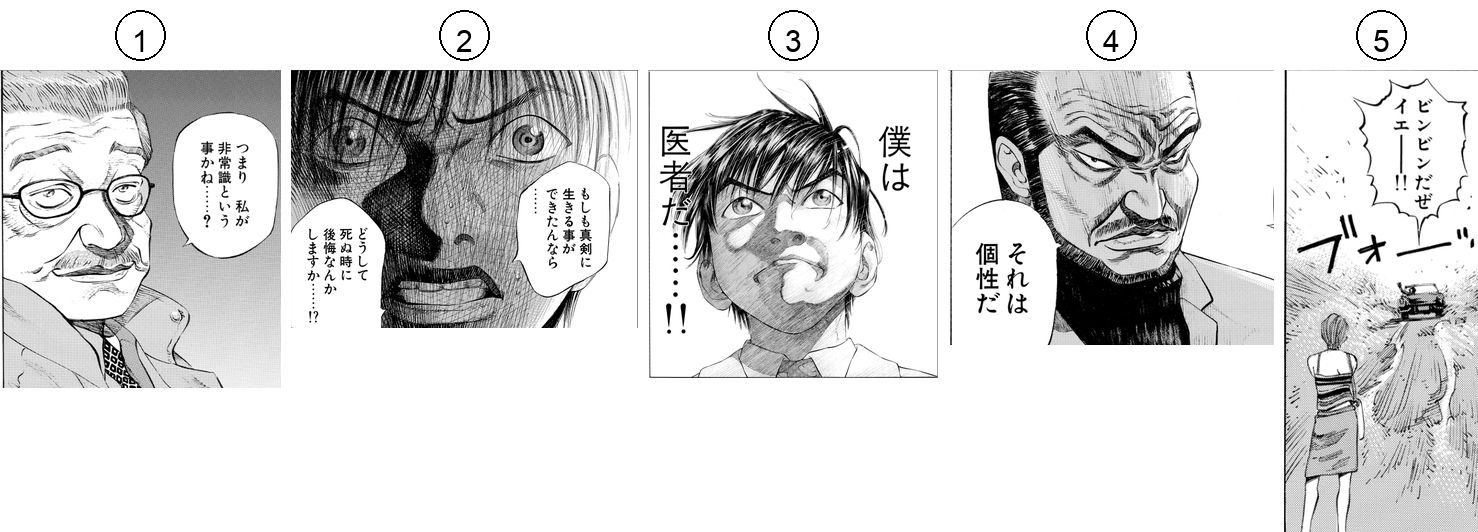 1
つまり 私が
非常識という
事かね……?
2
もしも真剣に
生きる事が
できたんなら
……
どうして
死ぬ時に
後悔なんか
しますか……!?
3
僕は
医者だ……!!
4
それは
個性だ
5
ビンビンだぜ
イエ――!!
ブォー